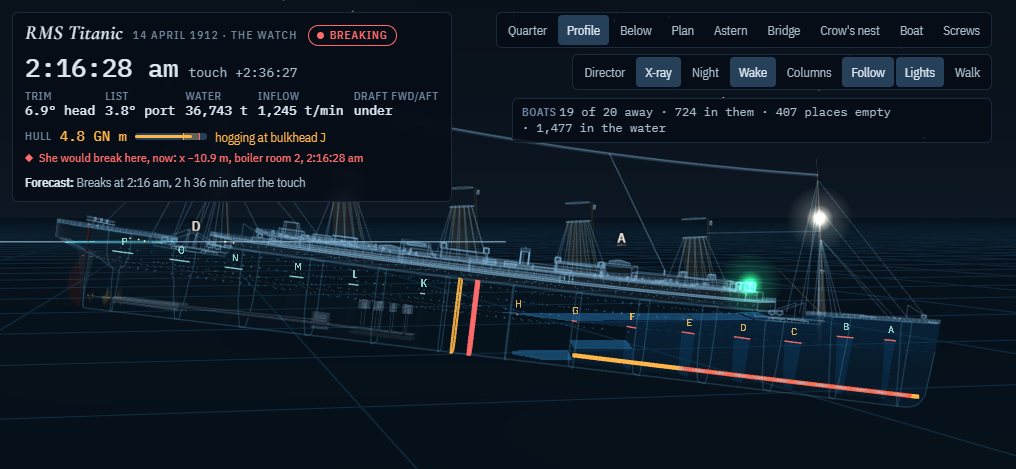 RMS Titanic 14 APRIL 1912 · THE WATCH BREAKING
2:16:28 am touch +2:36:27
TRIM LIST WATER INFLOW DRAFT FWD/AFT
6.9° head 3.8° port 36,743 t 1,245 t/min under
HULL 4.8 GN m hogging at bulkhead J
◆ She would break here, now: x −10.9 m, boiler room 2, 2:16:28 am
Forecast: Breaks at 2:16 am, 2 h 36 min after the touch
Quarter Profile Below Plan Astern Bridge Crow's nest Boat Screws
Director X-ray Night Wake Columns Follow Lights Walk
BOATS 19 of 20 away · 724 in them · 407 places empty
· 1,477 in the water
D A
P O N M L K H G F E D C B A